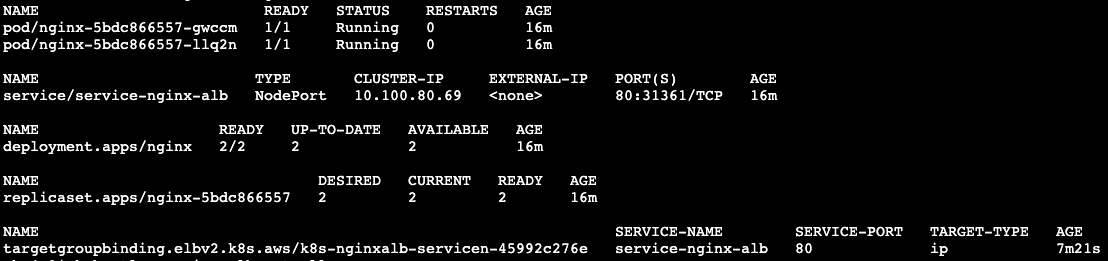 NAME READY STATUS RESTARTS AGE
pod/nginx-5bdc866557-gwccm 1/1 Running 0 16m
pod/nginx-5bdc866557-llq2n 1/1 Running 0 16m
NAME TYPE CLUSTER-IP EXTERNAL-IP PORT(S) AGE
service/service-nginx-alb NodePort 10.100.80.69 <none> 80:31361/TCP 16m
NAME READY UP-TO-DATE AVAILABLE AGE
deployment.apps/nginx 2/2 2 2 16m
NAME DESIRED CURRENT READY AGE
replicaset.apps/nginx-5bdc866557 2 2 2 16m
NAME SERVICE-NAME SERVICE-PORT TARGET-TYPE AGE
targetgroupbinding.elbv2.k8s.aws/k8s-nginxalb-servicen-45992c276e service-nginx-alb 80 ip 7m21s